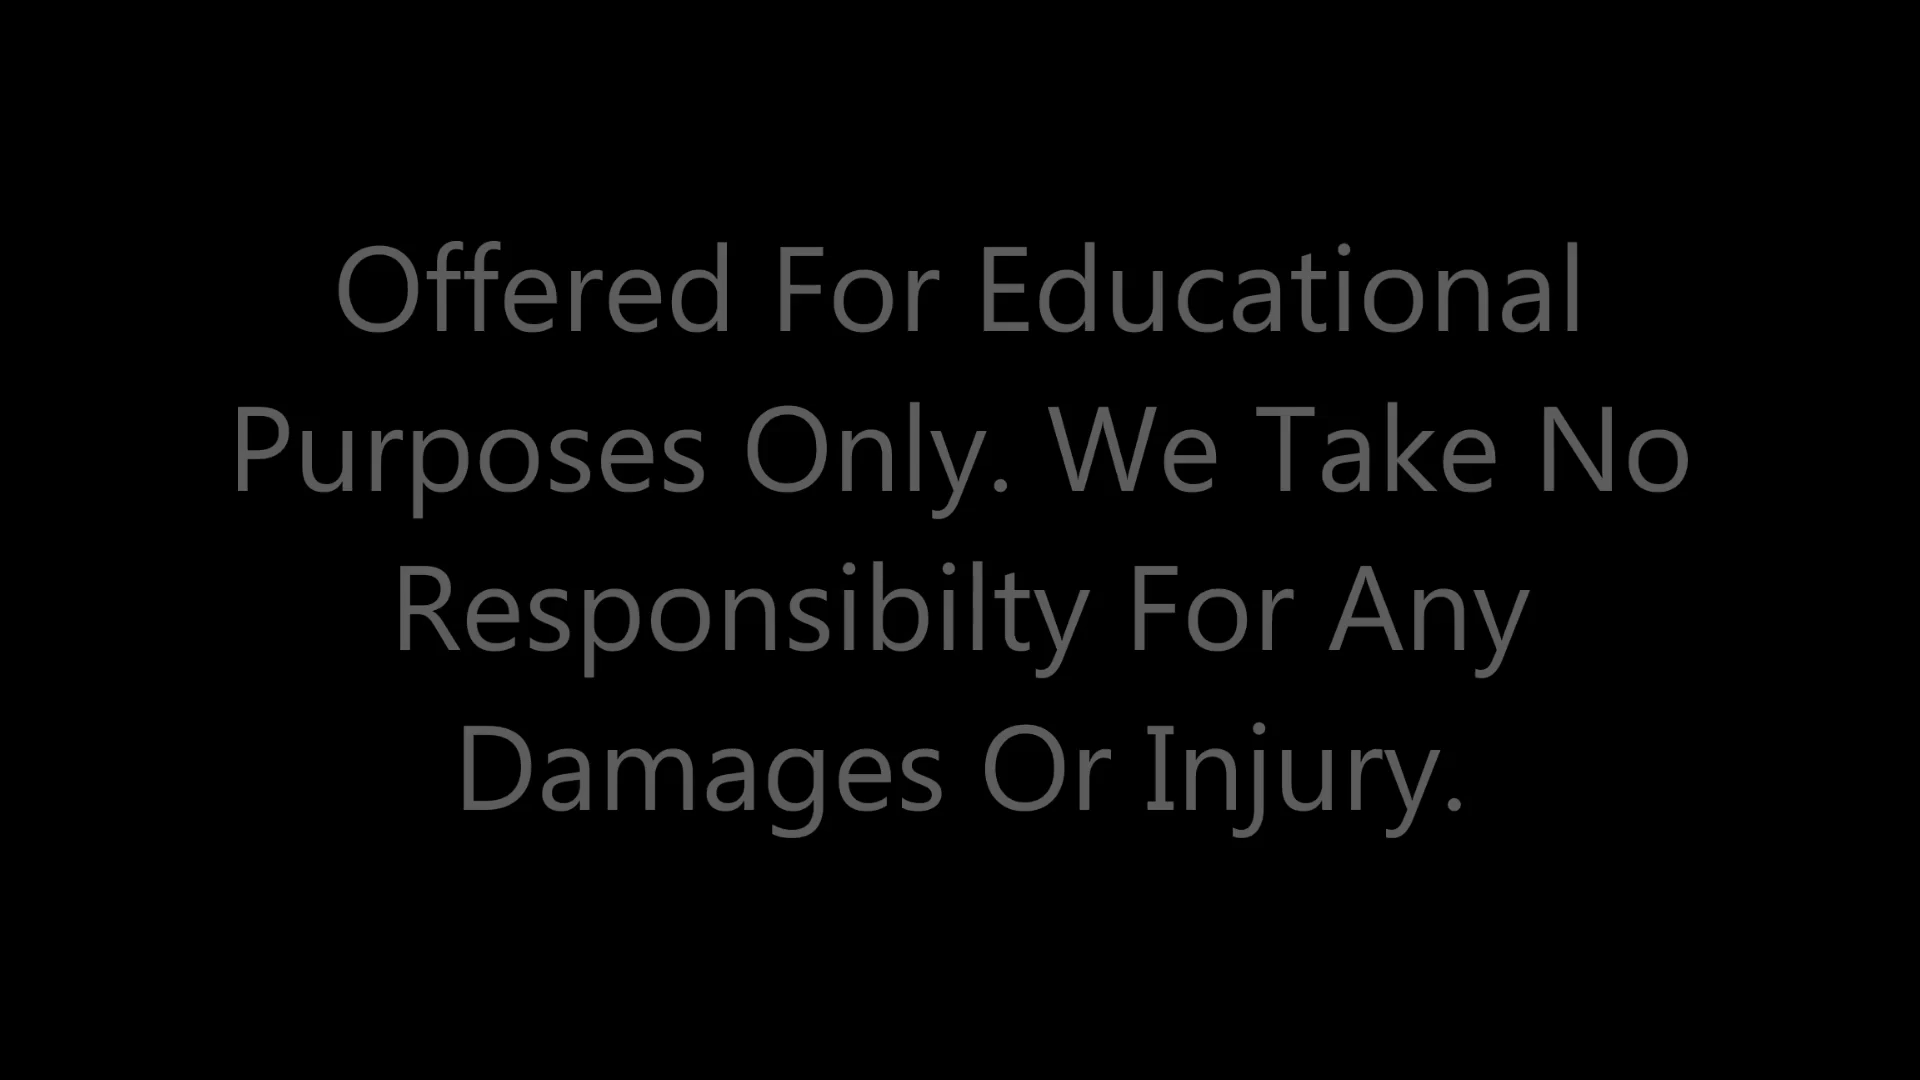 Offered For Educational
Purposes Only. We Take No
Responsibilty For Any
Damages Or Injury.